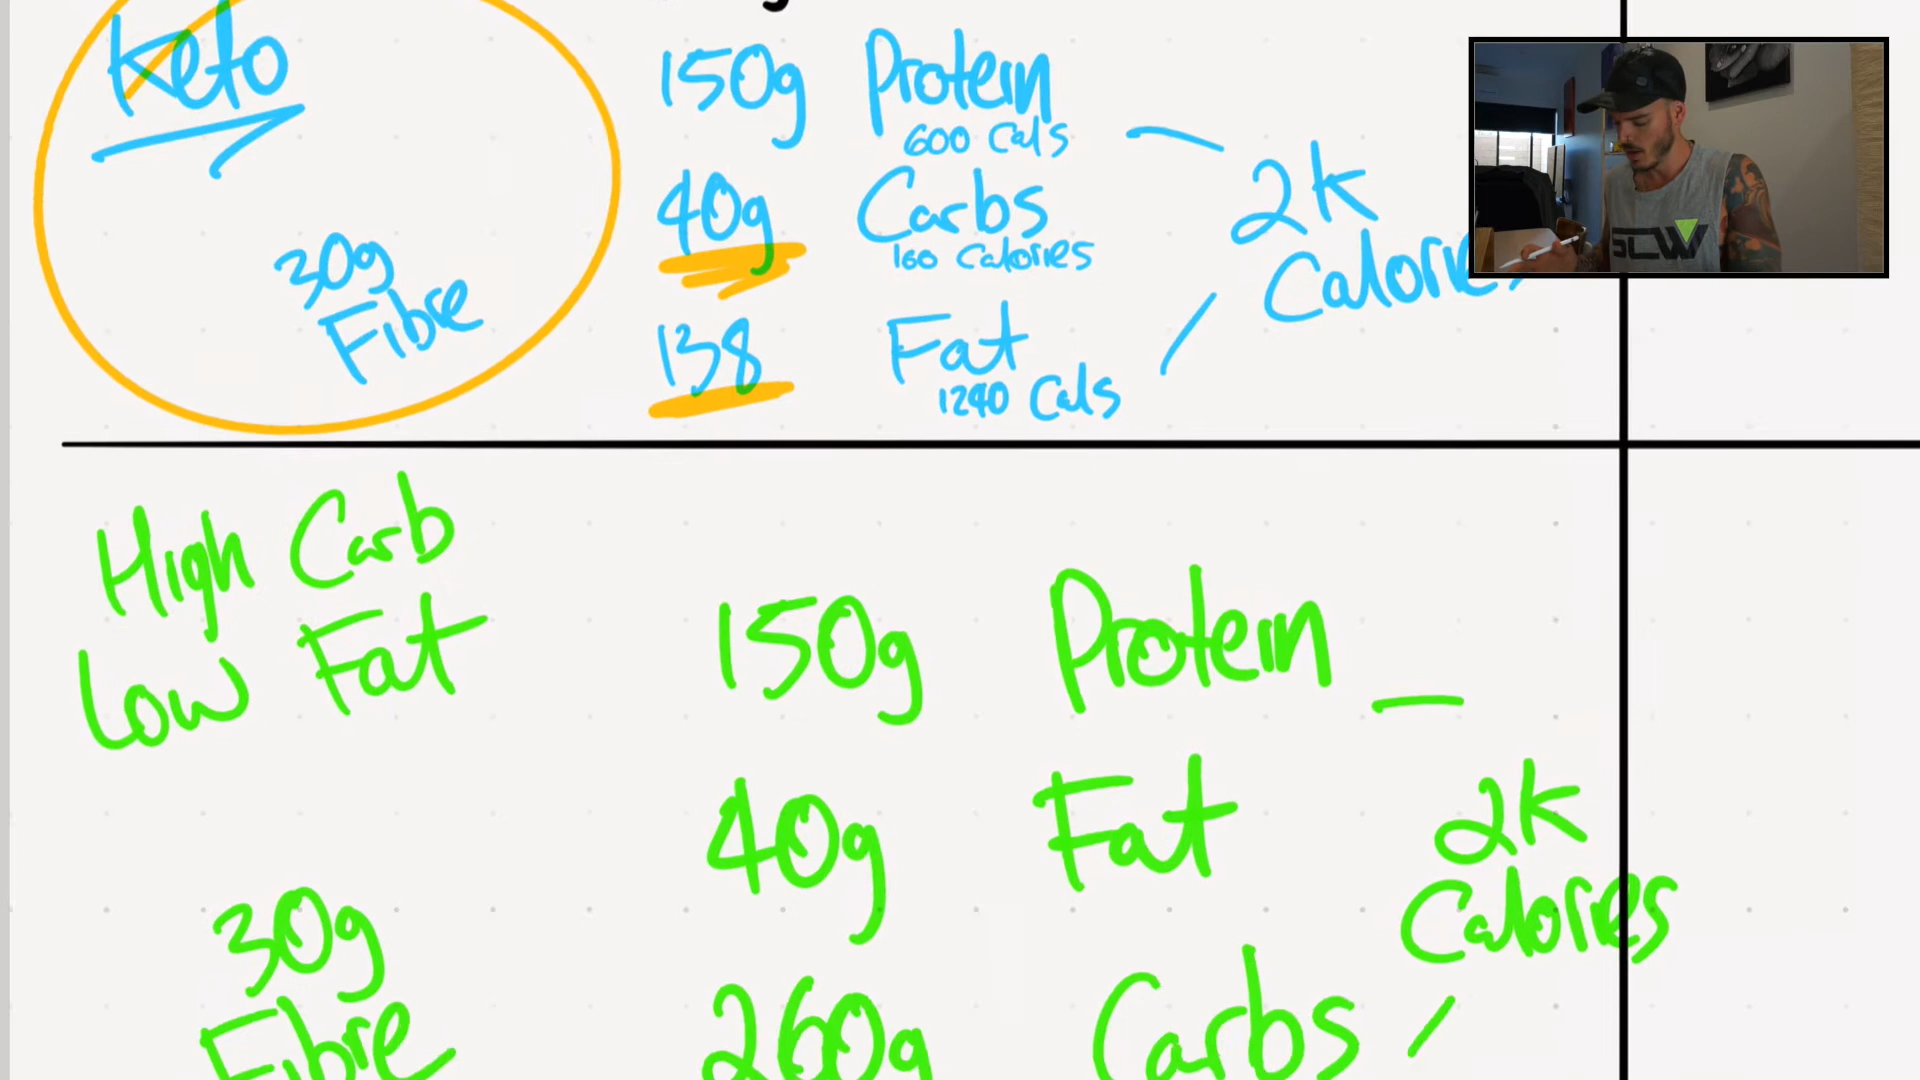 Keto
30g
Fibre
150g Protein
600 Cals
40g Carbs
160 Calories
138 Fat
1240 Cals
2k
Calories
SCW
High Carb
Low Fat
30g
Fibre
150g Protein
40g Fat
260g Carbs
2k
Calories